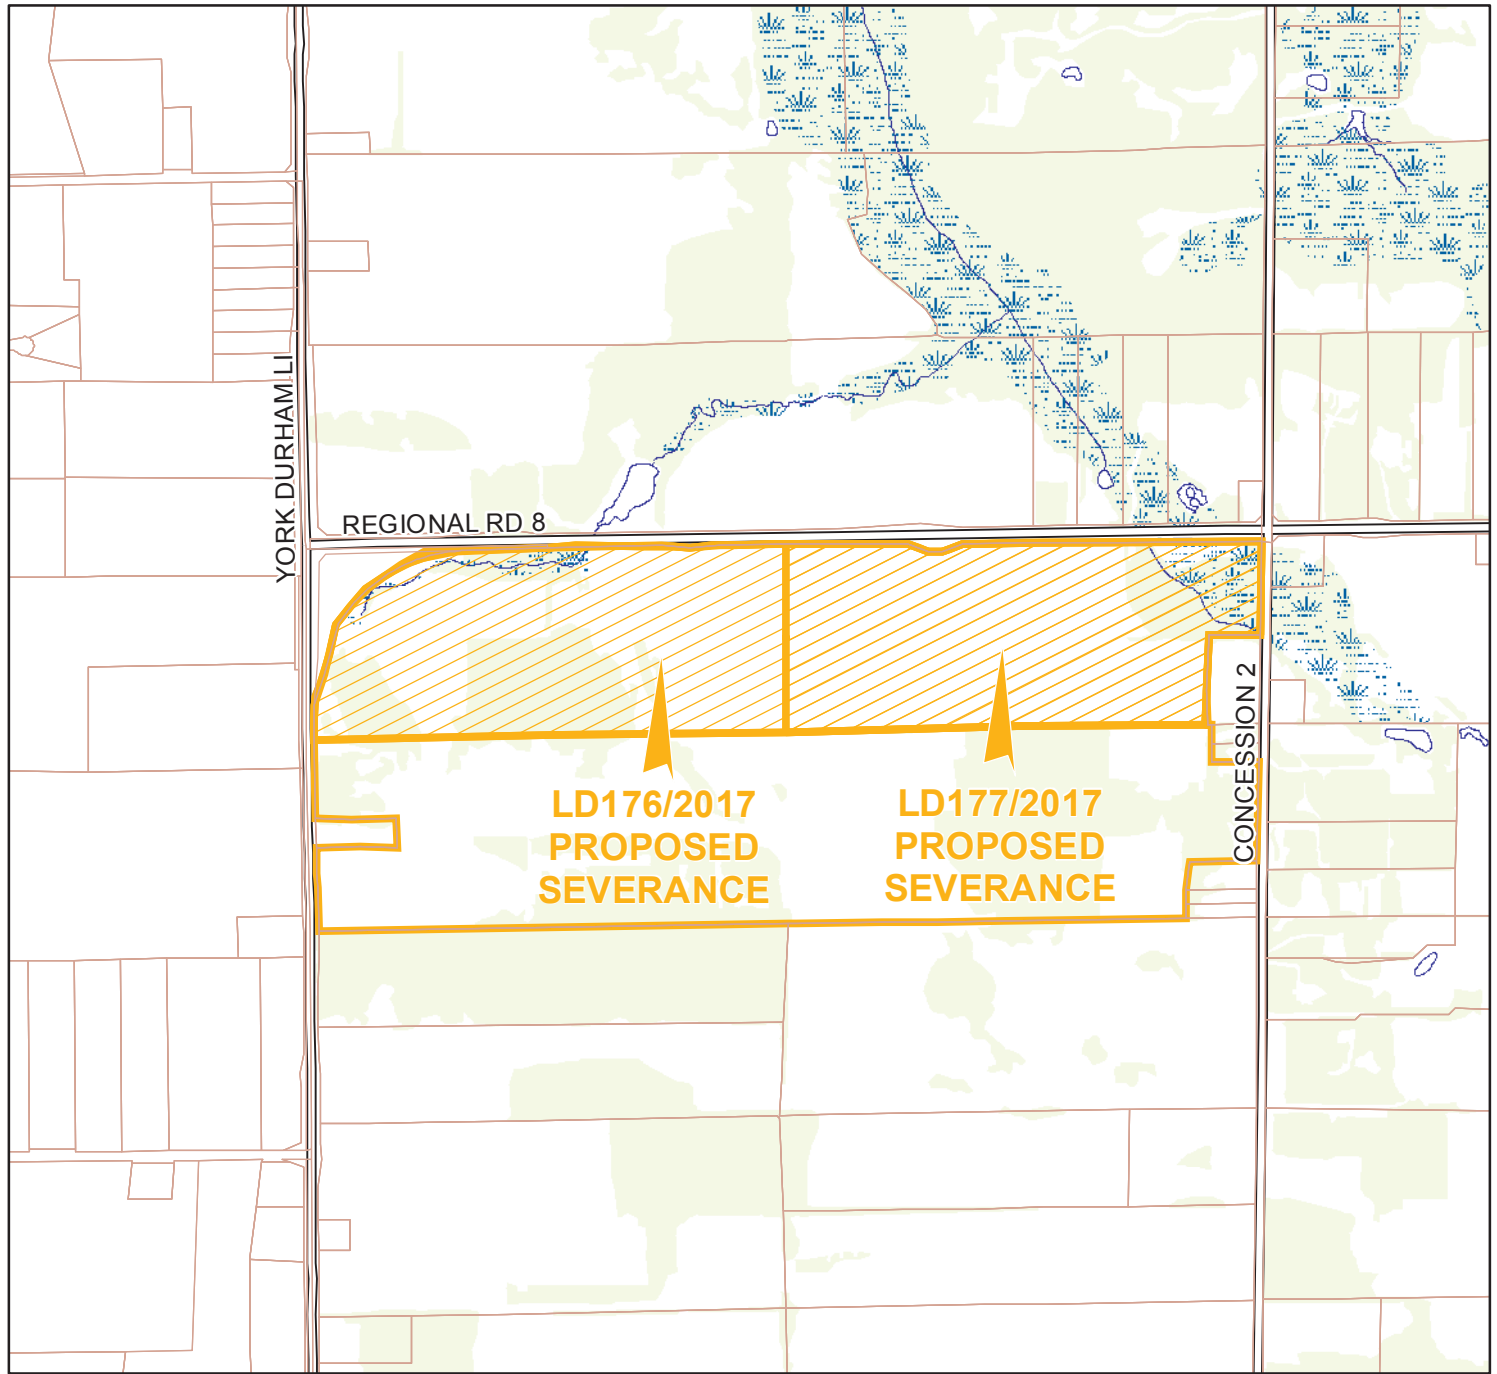 YORK DURHAM LI
REGIONAL RD 8
CONCESSION 2
LD176/2017
PROPOSED
SEVERANCE
LD177/2017
PROPOSED
SEVERANCE